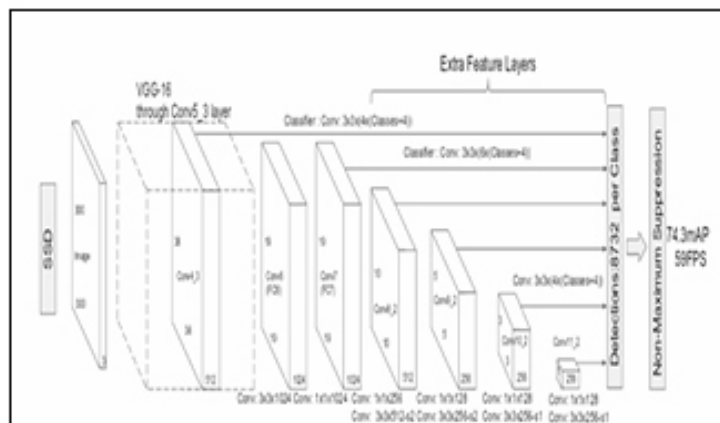 Extra Feature Layers
VGG-16
through Conv5_3 layer
Classifier : Conv: 3x3x(4x(Classes+4))
Classifier : Conv: 3x3x(6x(Classes+4))
SSD
300
Image
300
3
38
Conv4_3
38
512
19
Conv6
(FC6)
19
1024
19
Conv7
(FC7)
19
1024
10
Conv8_2
10
512
5
Conv9_2
5
256
Conv: 3x3x(4x(Classes+4))
3
Conv10_2
3
256
Conv11_2
256
Detections:8732 per Class
Non-Maximum Suppression
74.3mAP
59FPS
Conv: 3x3x1024
Conv: 1x1x1024
Conv: 1x1x256
Conv: 3x3x512-s2
Conv: 1x1x128
Conv: 3x3x256-s2
Conv: 1x1x128
Conv: 3x3x256-s1
Conv: 1x1x128
Conv: 3x3x256-s1